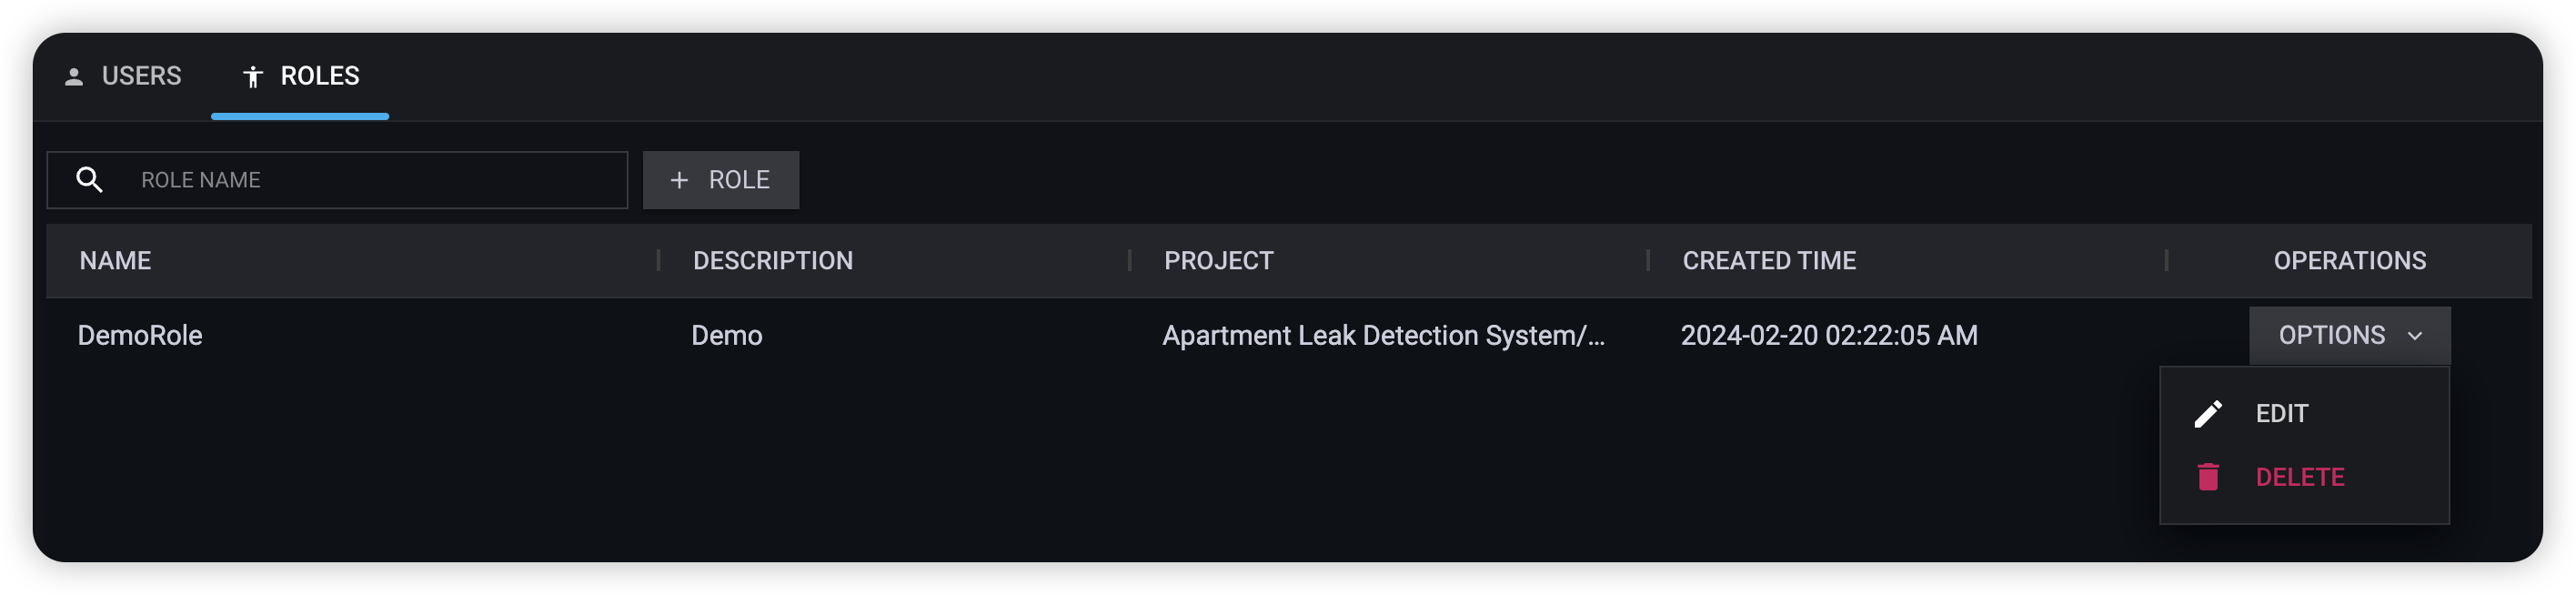 USERS ROLES
ROLE NAME + ROLE
NAME DESCRIPTION PROJECT CREATED TIME OPERATIONS
DemoRole Demo Apartment Leak Detection System/... 2024-02-20 02:22:05 AM OPTIONS
EDIT
DELETE